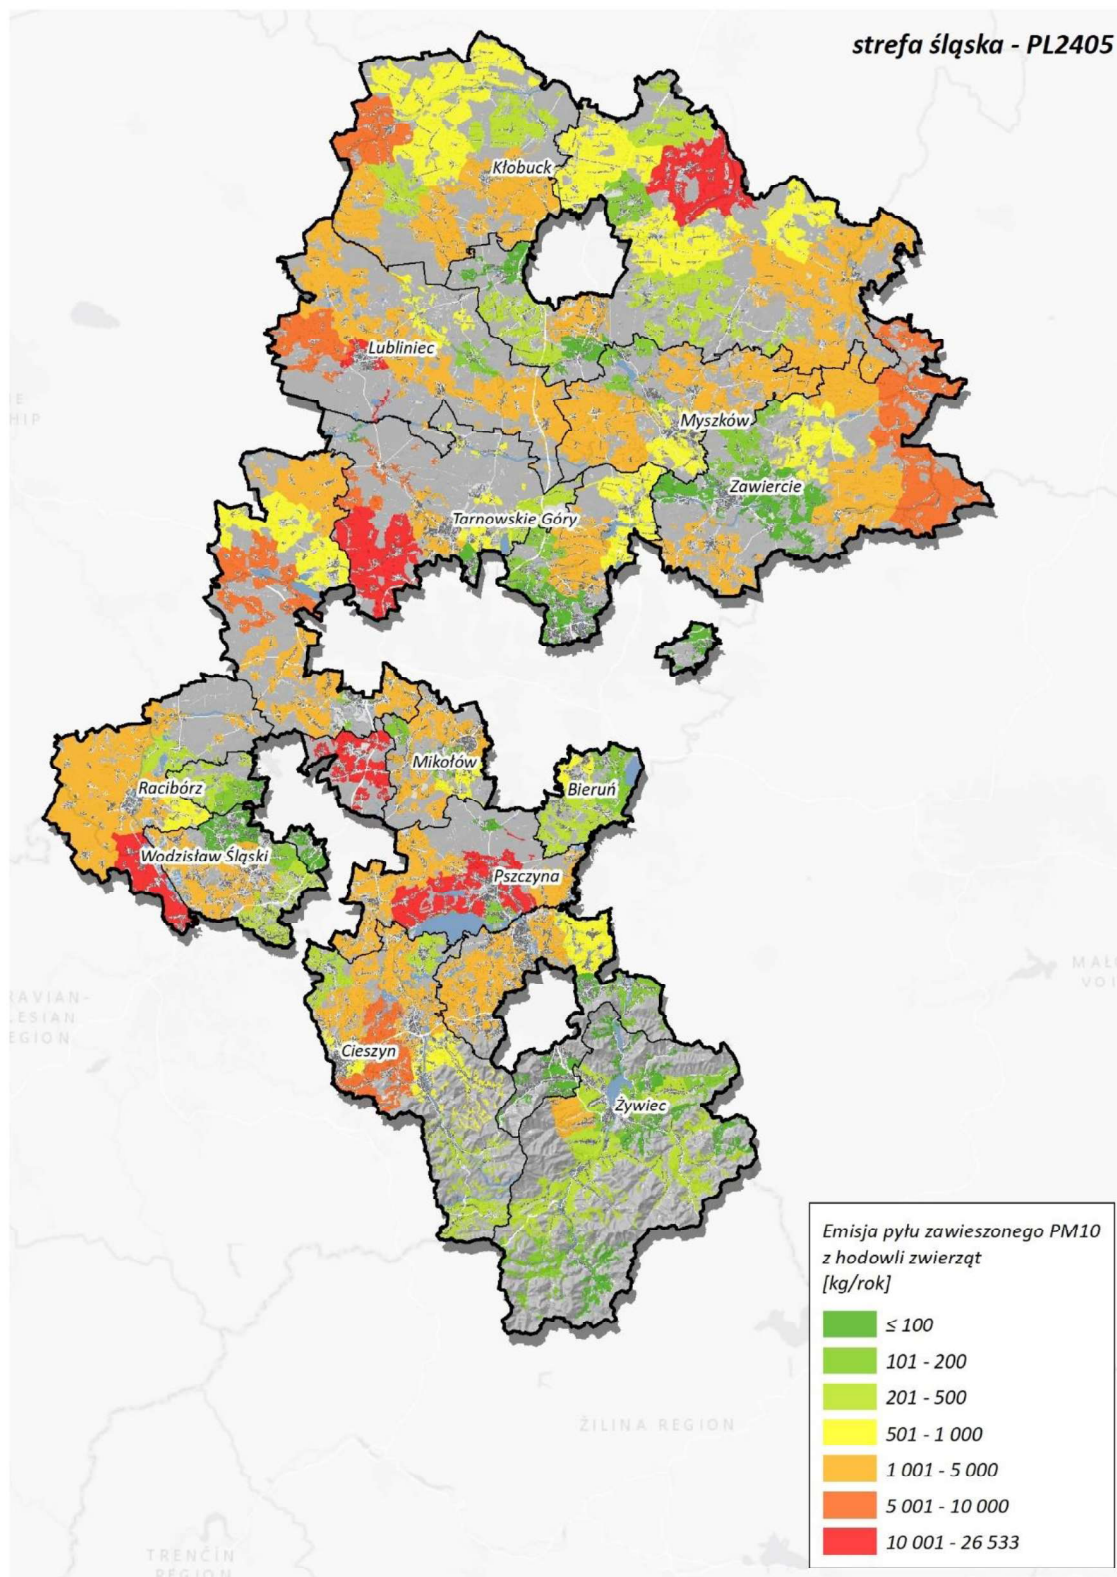 strefa śląska - PL2405
Kłobuck
Lubliniec
Myszków
Zawiercie
Tarnowskie Góry
Mikołów
Bieruń
Racibórz
Wodzisław Śląski
Pszczyna
Cieszyn
Żywiec
ŽILINA REGION
TRENČÍN
REGION
Emisja pyłu zawieszonego PM10
z hodowli zwierząt
[kg/rok]
≤ 100
101 - 200
201 - 500
501 - 1 000
1 001 - 5 000
5 001 - 10 000
10 001 - 26 533